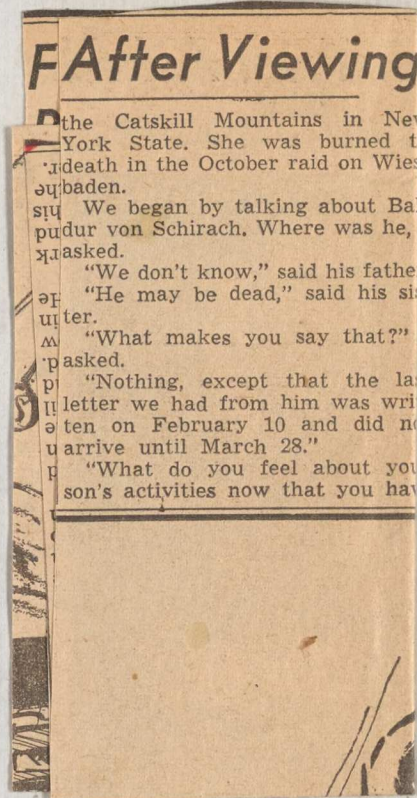 After Viewing
the Catskill Mountains in Ne
York State. She was burned t
death in the October raid on Wies
baden.
We began by talking about Ba
dur von Schirach. Where was he,
asked.
"We don't know," said his fathe
"He may be dead," said his si
ter.
"What makes you say that?"
asked.
"Nothing, except that the la
letter we had from him was wri
ten on February 10 and did n
arrive until March 28."
"What do you feel about you
son's activities now that you hav